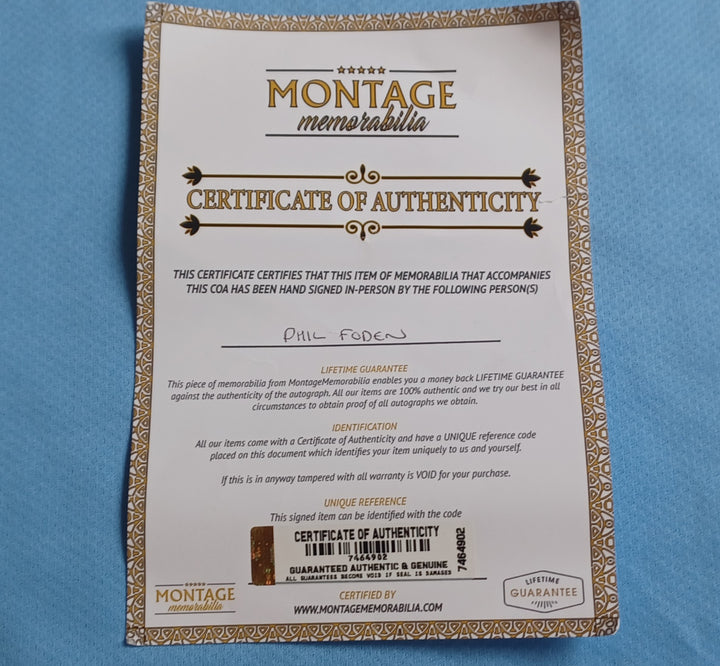 MONTAGE
memorabilia
CERTIFICATE OF AUTHENTICITY
THIS CERTIFICATE CERTIFIES THAT THIS ITEM OF MEMORABILIA THAT ACCOMPANIES
THIS COA HAS BEEN HAND SIGNED IN-PERSON BY THE FOLLOWING PERSON(S)
PHIL FODEN
LIFETIME GUARANTEE
This piece of memorabilia from MontageMemorabilia enables you a money back LIFETIME GUARANTEE
against the authenticity of the autograph. All our items are 100% authentic and we try our best in all
circumstances to obtain proof of all autographs we obtain.
IDENTIFICATION
All our items come with a Certificate of Authenticity and have a UNIQUE reference code
placed on this document which identifies your item uniquely to us and yourself.
If this is in anyway tampered with all warranty is VOID for your purchase.
UNIQUE REFERENCE
This signed item can be identified with the code
CERTIFICATE OF AUTHENTICITY
7464902
GUARANTEED AUTHENTIC & GENUINE
ALL GUARANTEES BECOME VOID IF SEAL IS DAMAGED
7464902
MONTAGE
memorabilia
CERTIFIED BY
WWW.MONTAGEMEMORABILIA.COM
LIFETIME
GUARANTEE